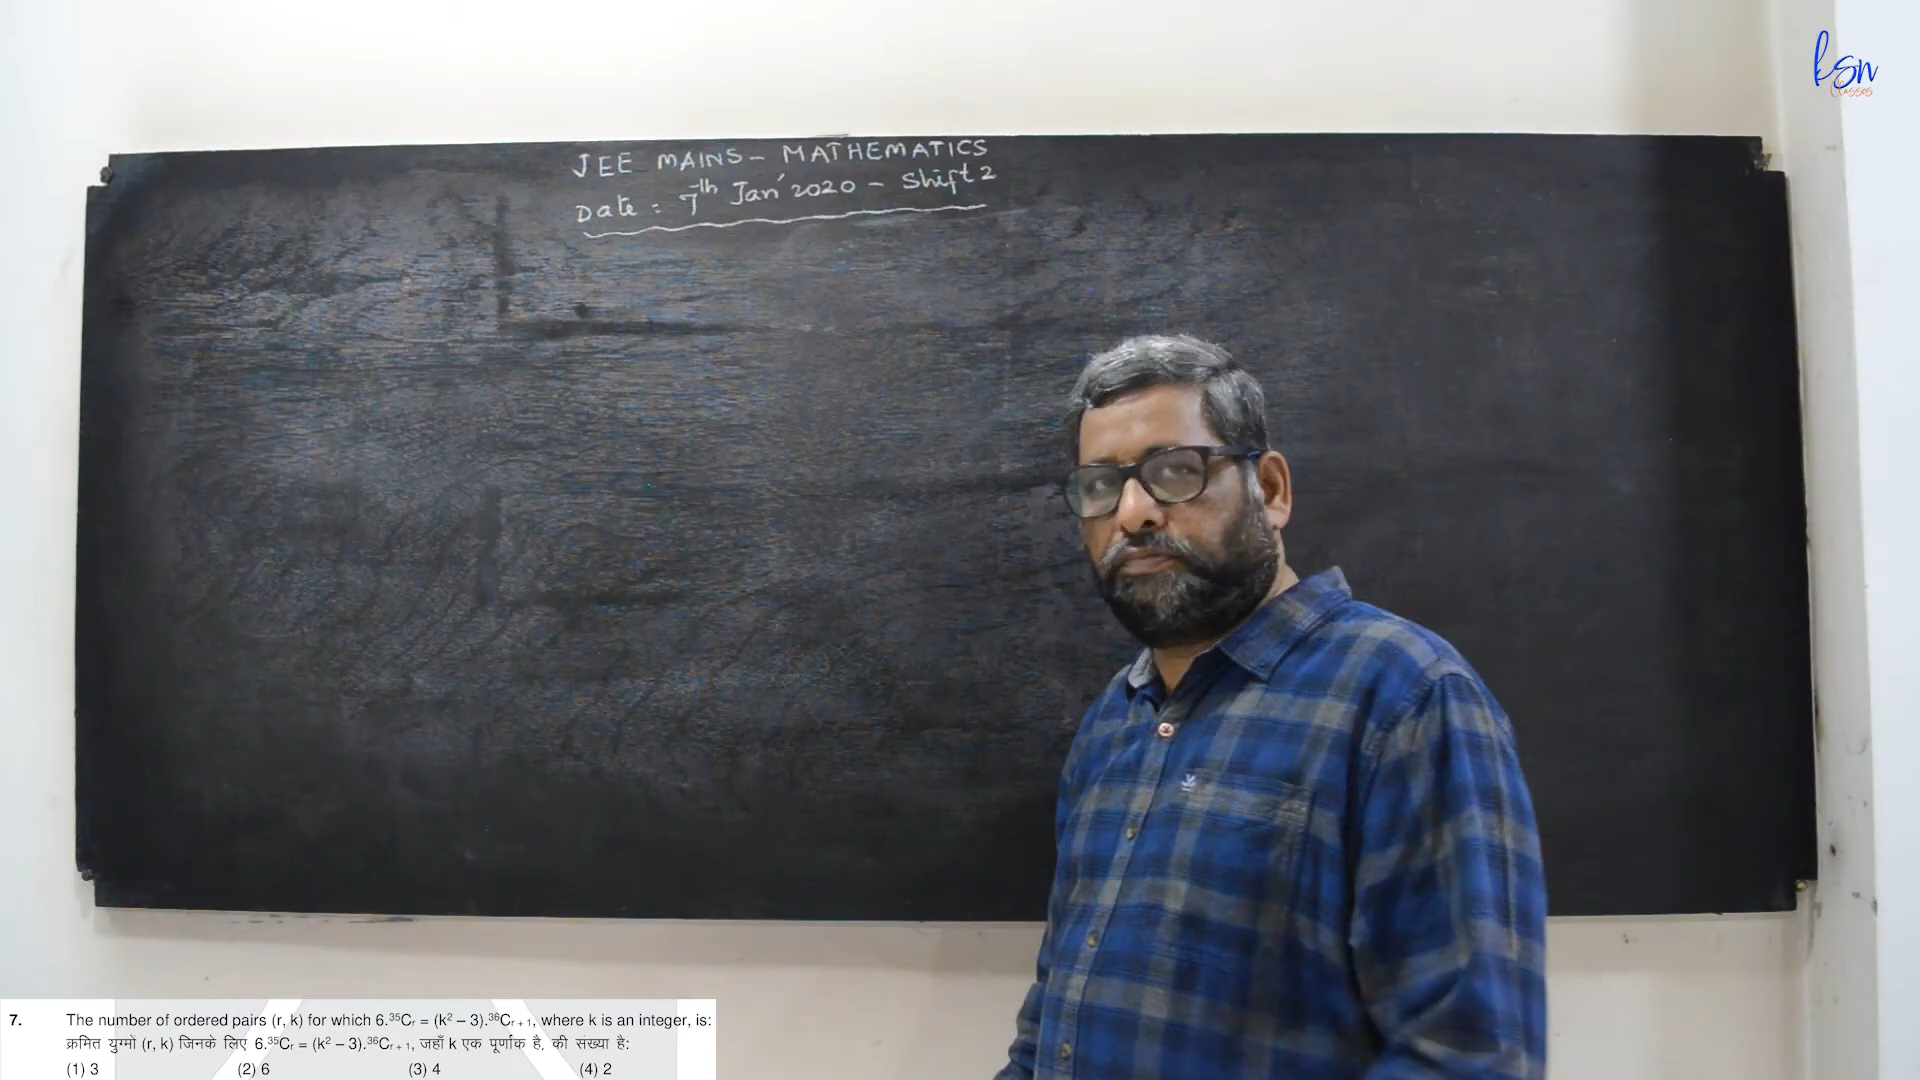 ksn
Classes
JEE MAINS - MATHEMATICS
Date : 7th Jan' 2020 - Shift 2
7. The number of ordered pairs (r, k) for which 6.³⁵Cᵣ = (k² – 3).³⁶Cᵣ₊₁, where k is an integer, is:
क्रमित युग्मों (r, k) जिनके लिए 6.³⁵Cᵣ = (k² – 3).³⁶Cᵣ₊₁, जहाँ k एक पूर्णांक है, की संख्या है:
(1) 3 (2) 6 (3) 4 (4) 2